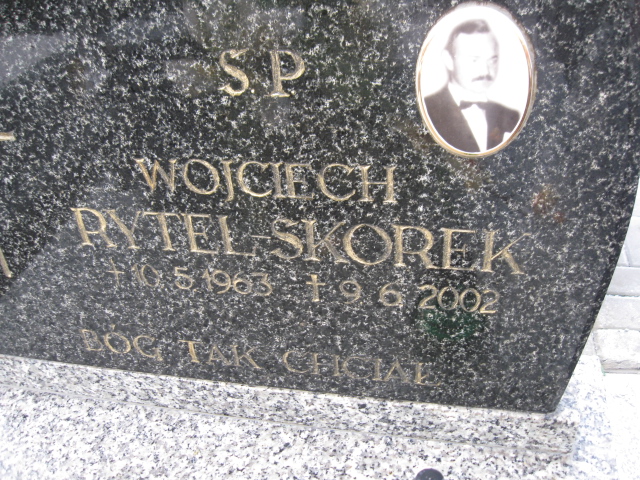 Ś.P.
WOJCIECH
RYTEL-SKOREK
† 10.5.1963 † 9.6.2002
BÓG TAK CHCIAŁ